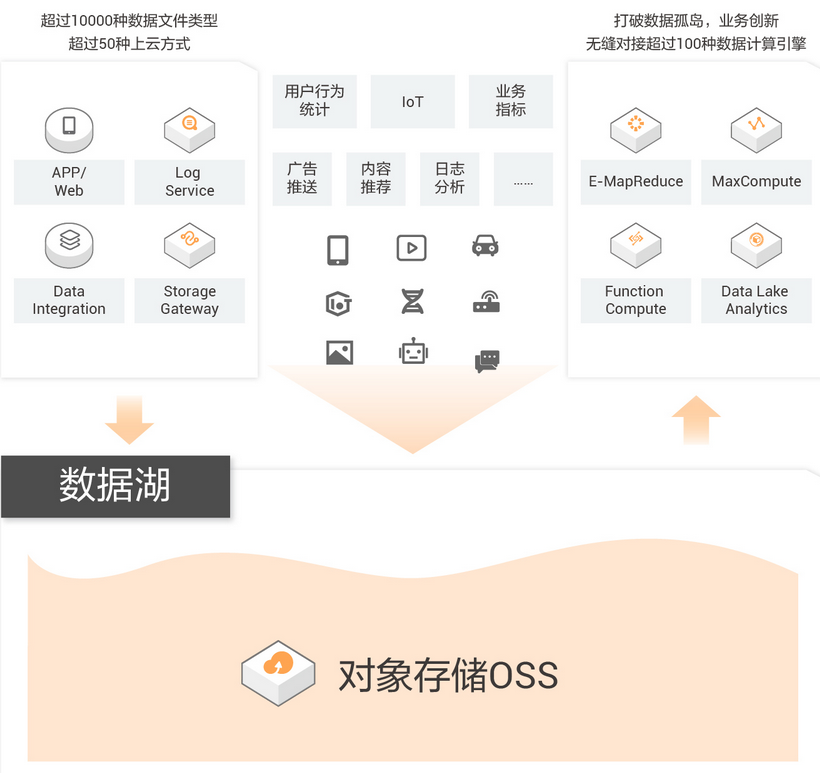 超过10000种数据文件类型
超过50种上云方式
打破数据孤岛，业务创新
无缝对接超过100种数据计算引擎
APP/
Web
Log
Service
Data
Integration
Storage
Gateway
用户行为
统计
IoT
业务
指标
广告
推送
内容
推荐
日志
分析
……
E-MapReduce
MaxCompute
Function
Compute
Data Lake
Analytics
数据湖
对象存储OSS